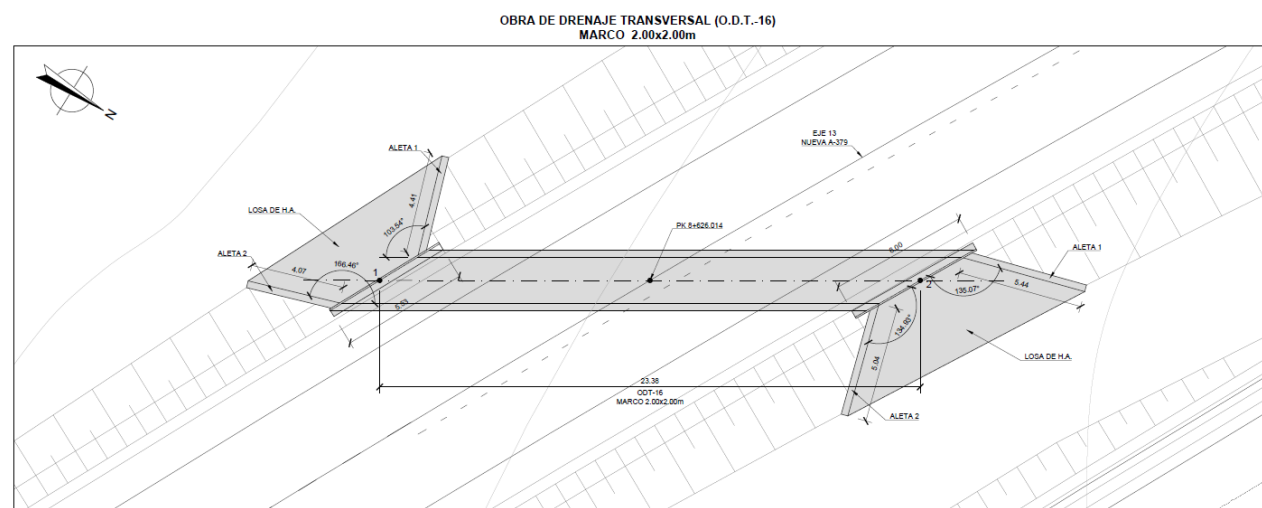 OBRA DE DRENAJE TRANSVERSAL (O.D.T.-16)
MARCO 2.00x2.00m
N
EJE 13
NUEVA A-379
ALETA 1
4.41
LOSA DE H.A.
103.54°
PK 8+626.014
6.00
ALETA 1
ALETA 2
4.07
166.46°
1
2
135.07°
5.44
5.53
134.93°
LOSA DE H.A.
5.04
23.38
ODT-16
MARCO 2.00x2.00m
ALETA 2